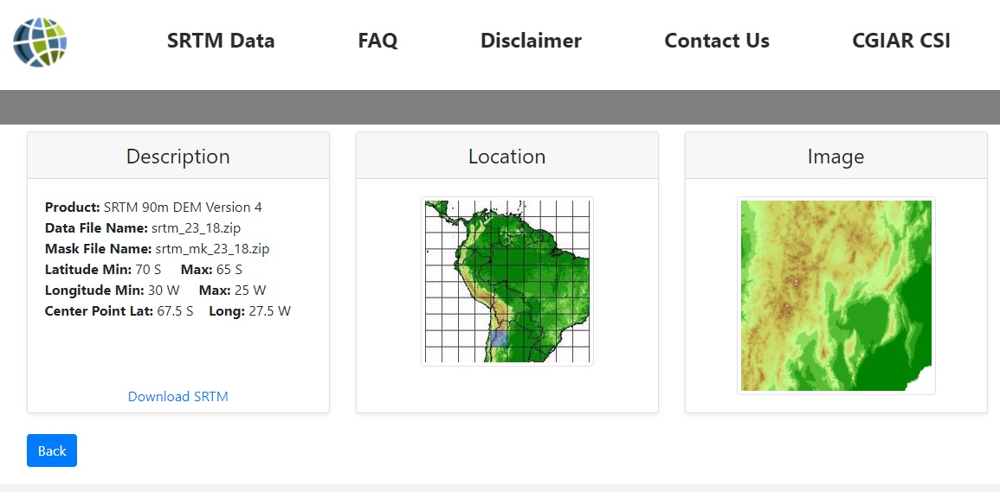 SRTM Data FAQ Disclaimer Contact Us CGIAR CSI
Description
Product: SRTM 90m DEM Version 4
Data File Name: srtm_23_18.zip
Mask File Name: srtm_mk_23_18.zip
Latitude Min: 70 S Max: 65 S
Longitude Min: 30 W Max: 25 W
Center Point Lat: 67.5 S Long: 27.5 W
Download SRTM
Location
Image
Back